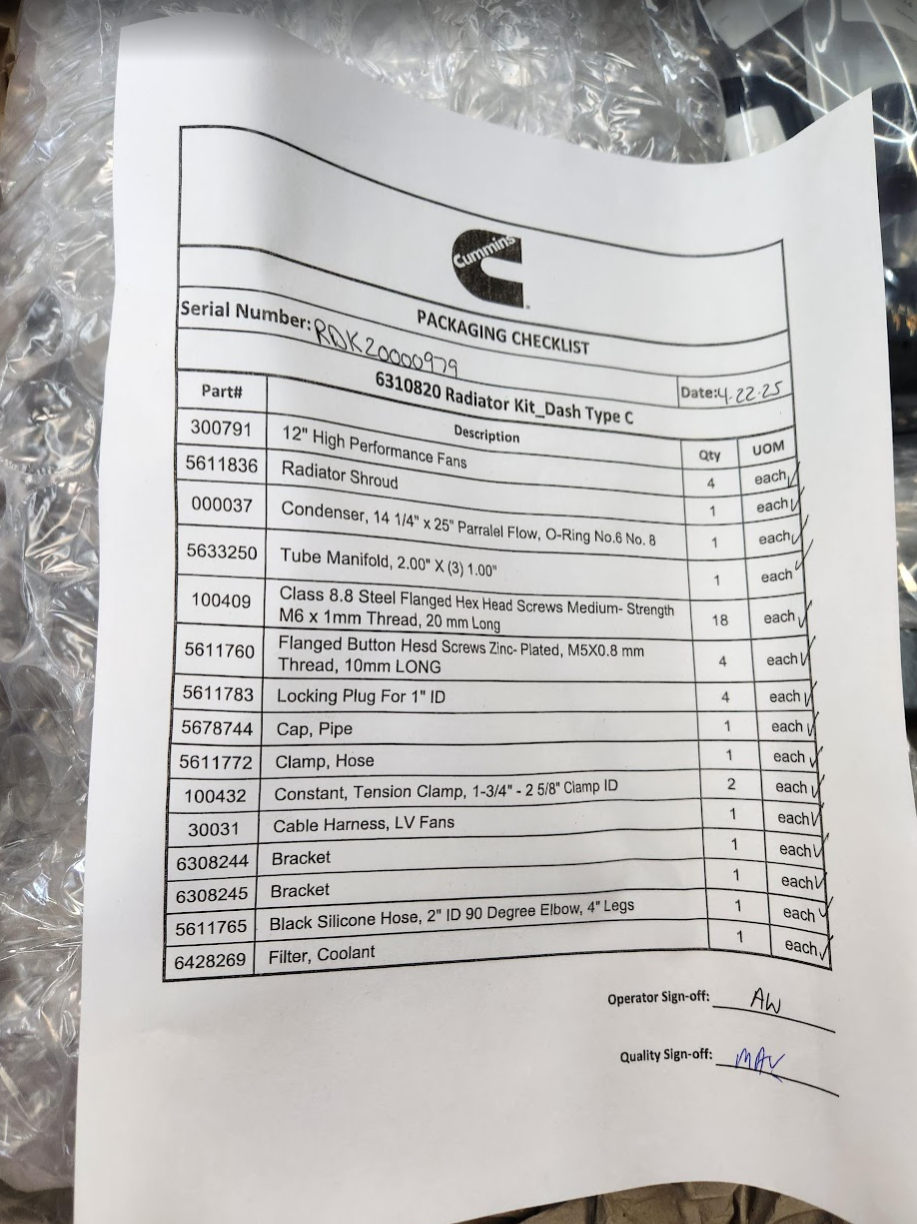 Cummins
PACKAGING CHECKLIST
Serial Number: RDK20000979
6310820 Radiator Kit_Dash Type C
Date: 4.22.25
Part# Description Qty UOM
300791 12" High Performance Fans 4 each ✓
5611836 Radiator Shroud 1 each ✓
000037 Condenser, 14 1/4" x 25" Parralel Flow, O-Ring No.6 No. 8 1 each ✓
5633250 Tube Manifold, 2.00" X (3) 1.00" 1 each ✓
100409 Class 8.8 Steel Flanged Hex Head Screws Medium- Strength
M6 x 1mm Thread, 20 mm Long 18 each ✓
5611760 Flanged Button Hesd Screws Zinc- Plated, M5X0.8 mm
Thread, 10mm LONG 4 each ✓
5611783 Locking Plug For 1" ID 4 each ✓
5678744 Cap, Pipe 1 each ✓
5611772 Clamp, Hose 1 each ✓
100432 Constant, Tension Clamp, 1-3/4" - 2 5/8" Clamp ID 2 each ✓
30031 Cable Harness, LV Fans 1 each ✓
6308244 Bracket 1 each ✓
6308245 Bracket 1 each ✓
5611765 Black Silicone Hose, 2" ID 90 Degree Elbow, 4" Legs 1 each ✓
6428269 Filter, Coolant 1 each ✓
Operator Sign-off: AW
Quality Sign-off: MAV